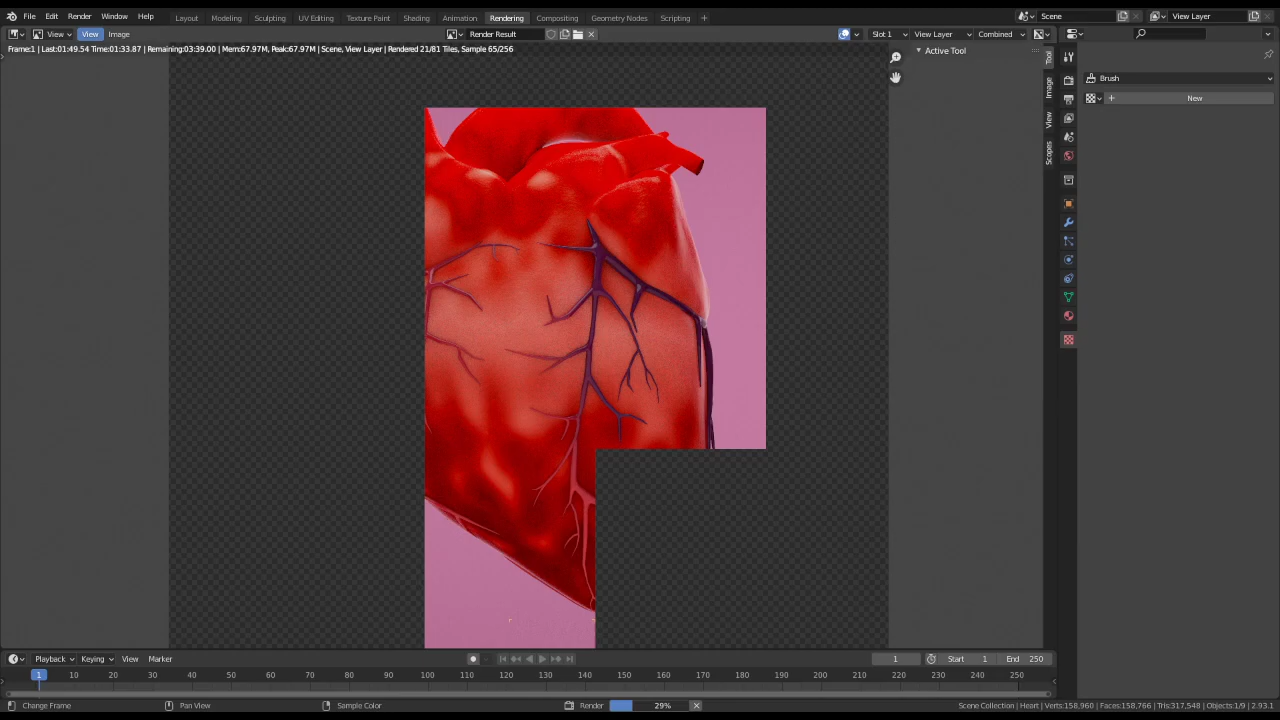 File Edit Render Window Help Layout Modeling Sculpting UV Editing Texture Paint Shading Animation Rendering Compositing Geometry Nodes Scripting + Scene View Layer
View View Image Render Result Slot 1 View Layer Combined
Frame:1 | Last:01:49.54 Time:01:33.87 | Remaining:03:39.00 | Mem:67.97M, Peak:67.97M | Scene, View Layer | Rendered 21/81 Tiles, Sample 65/256
Active Tool
Tool
Image
View
Scopes
Brush
+ New
Playback Keying View Marker 1 Start 1 End 250
1 10 20 30 40 50 60 70 80 90 100 110 120 130 140 150 160 170 180 190 200 210 220 230 240 250
Change Frame Pan View Sample Color Render 29% Scene Collection | Heart | Verts:158,960 | Faces:158,766 | Tris:317,548 | Objects:1/9 | 2.93.1